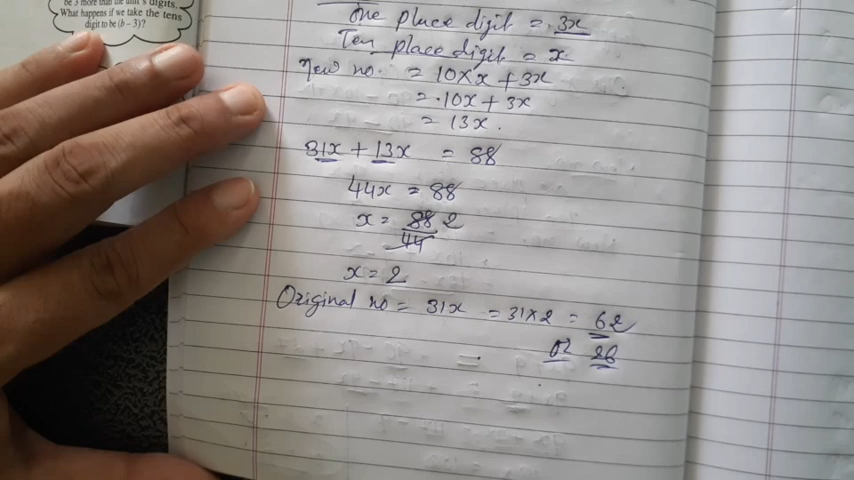 be 3 more than the unit's digits.
What happens if we take the tens
digit to be (b – 3)?
One place digit = 3x
Ten place digit = x
New no. = 10×x + 3x
= 10x + 3x
= 13x.
31x + 13x = 88
44x = 88
x = 88 2
44
x = 2
Original no = 31x = 31×2 = 62
or 26